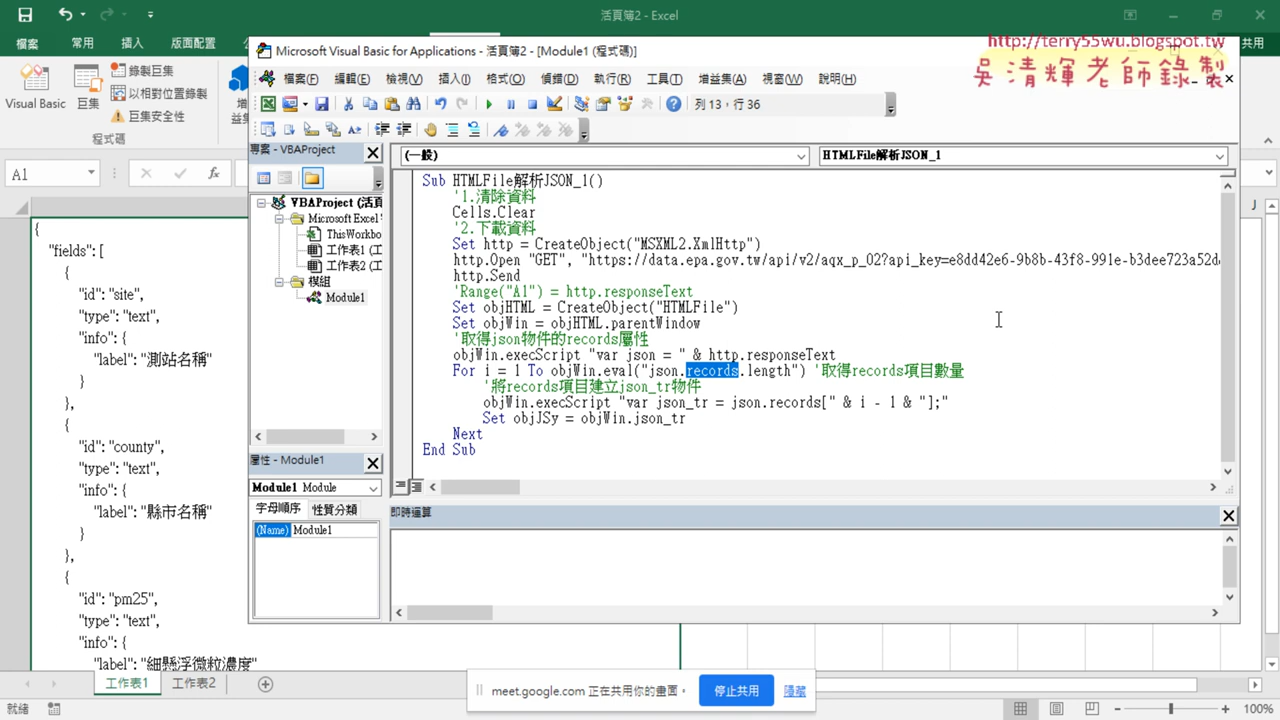 活頁簿2 - Excel
檔案 常用 插入 版面配置 公
共用
Visual Basic
巨集
錄製巨集
以相對位置錄製
巨集安全性
增
益集
程式碼
A1
fx
J
Microsoft Visual Basic for Applications - 活頁簿2 - [Module1 (程式碼)]
http://terry55wu.blogspot.tw
吳清輝老師錄製
檔案(F) 編輯(E) 檢視(V) 插入(I) 格式(O) 偵錯(D) 執行(R) 工具(T) 增益集(A) 視窗(W) 說明(H)
列 13，行 36
專案 - VBAProject
VBAProject (活頁
Microsoft Excel
ThisWorkbo
工作表1 (工
工作表2 (工
模組
Module1
屬性 - Module1
Module1 Module
字母順序 性質分類
(Name) Module1
(一般)
HTMLFile解析JSON_1
Sub HTMLFile解析JSON_1()
'1.清除資料
Cells.Clear
'2.下載資料
Set http = CreateObject("MSXML2.XmlHttp")
http.Open "GET", "https://data.epa.gov.tw/api/v2/aqx_p_02?api_key=e8dd42e6-9b8b-43f8-991e-b3dee723a52d
http.Send
'Range("A1") = http.responseText
Set objHTML = CreateObject("HTMLFile")
Set objWin = objHTML.parentWindow
'取得json物件的records屬性
objWin.execScript "var json = " & http.responseText
For i = 1 To objWin.eval("json.records.length") '取得records項目數量
'將records項目建立json_tr物件
objWin.execScript "var json_tr = json.records[" & i - 1 & "];"
Set objJSy = objWin.json_tr
Next
End Sub
即時運算
{
"fields": [
{
"id": "site",
"type": "text",
"info": {
"label": "測站名稱"
}
},
{
"id": "county",
"type": "text",
"info": {
"label": "縣市名稱"
}
},
{
"id": "pm25",
"type": "text",
"info": {
"label": "細懸浮微粒濃度"
工作表1 工作表2
meet.google.com 正在共用你的畫面。 停止共用 隱藏
就緒
100%